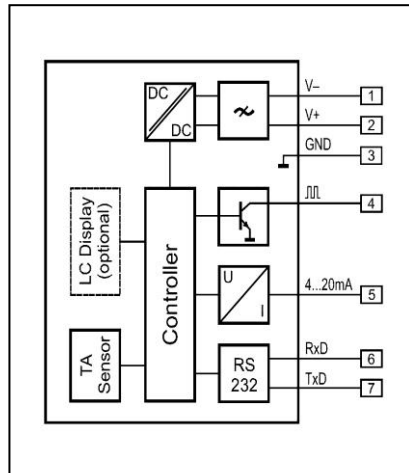 DC
DC
V–
1
V+
2
GND
3
4
LC Display
(optional)
Controller
U
I
4...20mA
5
TA
Sensor
RS
232
RxD
6
TxD
7